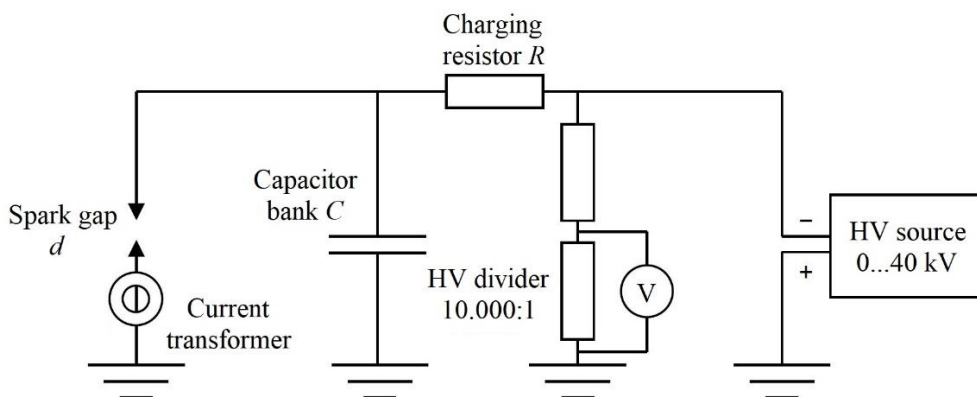 Charging
resistor R
Spark gap
d
Capacitor
bank C
Current
transformer
HV divider
10.000:1
V
−
+
HV source
0...40 kV